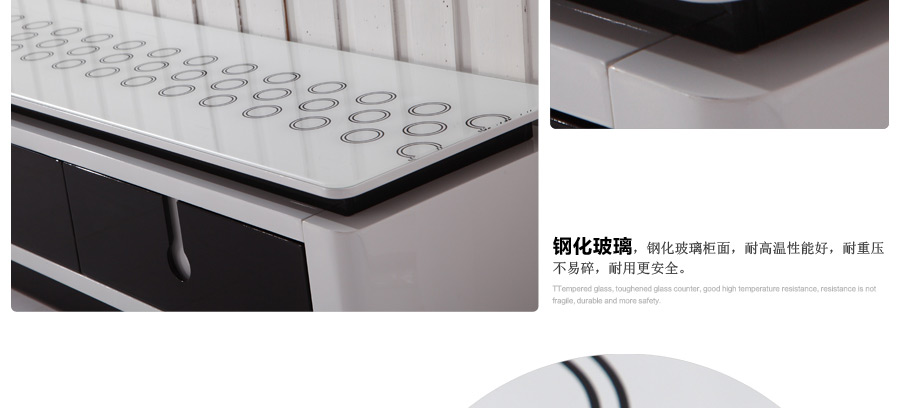 钢化玻璃，钢化玻璃柜面，耐高温性能好，耐重压
不易碎，耐用更安全。
TTempered glass, toughened glass counter, good high temperature resistance, resistance is not
fragile, durable and more safety.